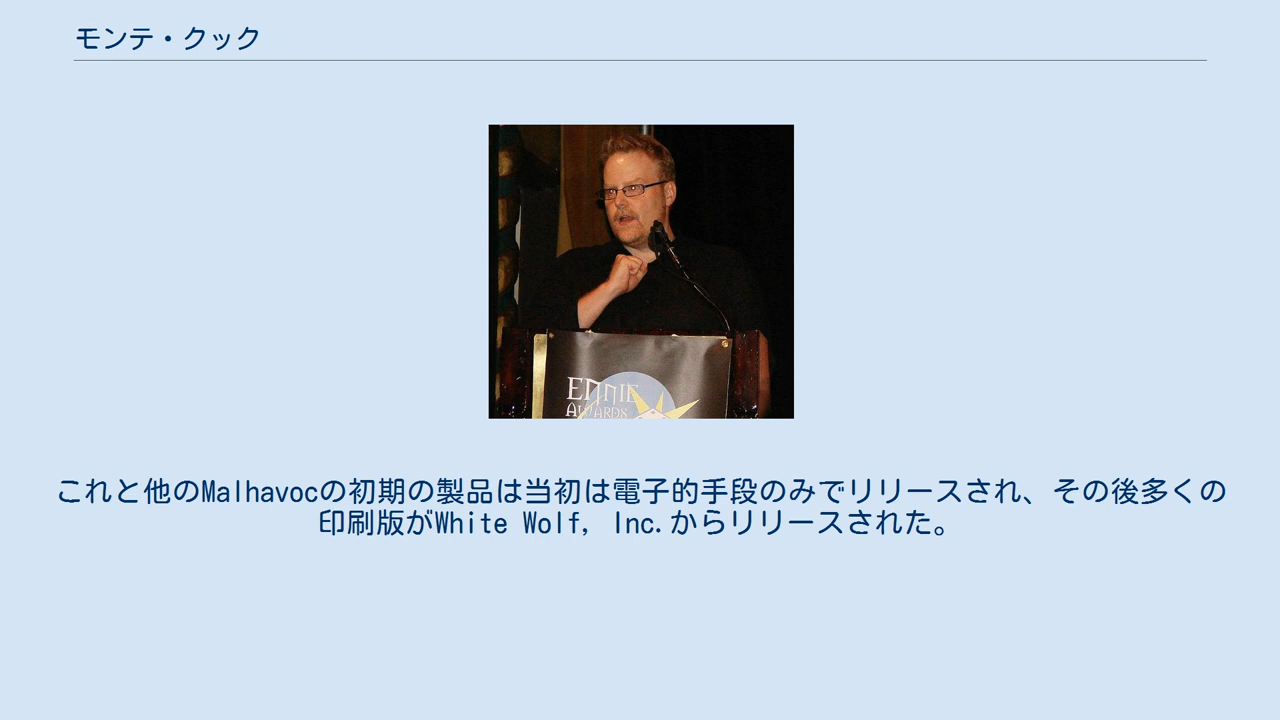 モンテ・クック
ENNIE
AWARDS
これと他のMalhavocの初期の製品は当初は電子的手段のみでリリースされ、その後多くの
印刷版がWhite Wolf, Inc.からリリースされた。